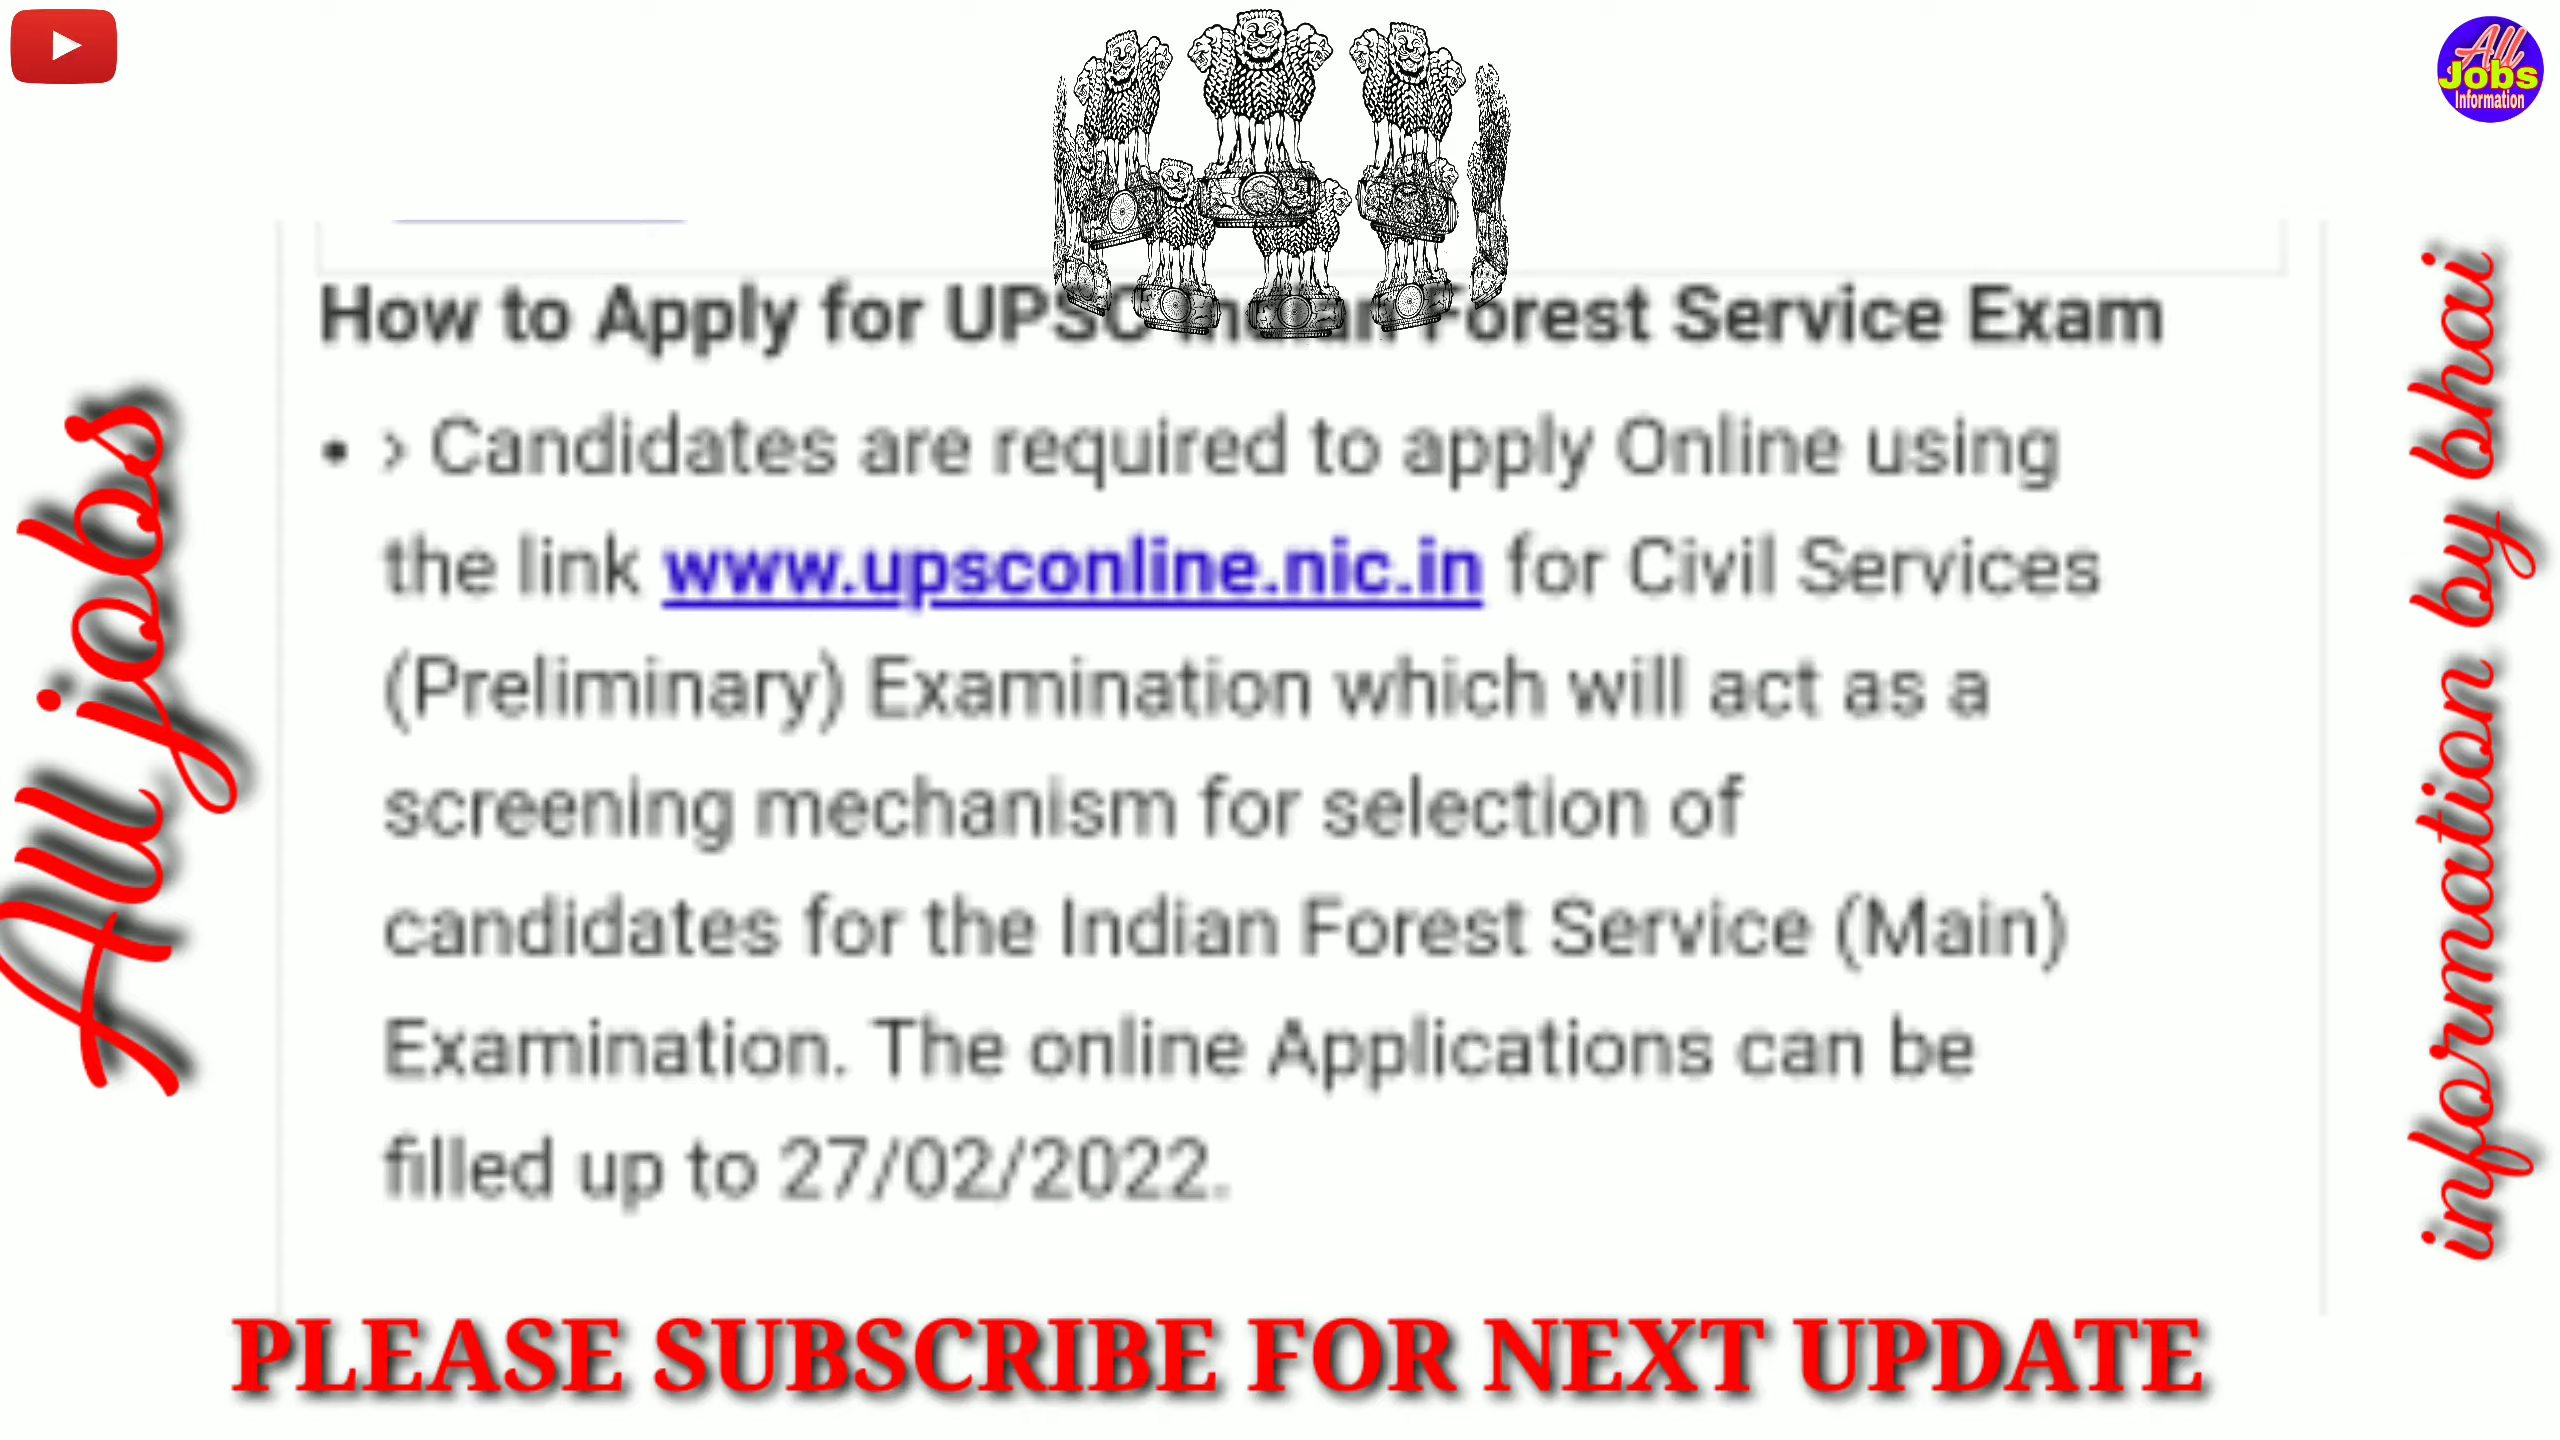 All
Jobs
Information
How to Apply for UPSC Indian Forest Service Exam
• › Candidates are required to apply Online using
the link www.upsconline.nic.in for Civil Services
(Preliminary) Examination which will act as a
screening mechanism for selection of
candidates for the Indian Forest Service (Main)
Examination. The online Applications can be
filled up to 27/02/2022.
All jobs
information by bhai
PLEASE SUBSCRIBE FOR NEXT UPDATE